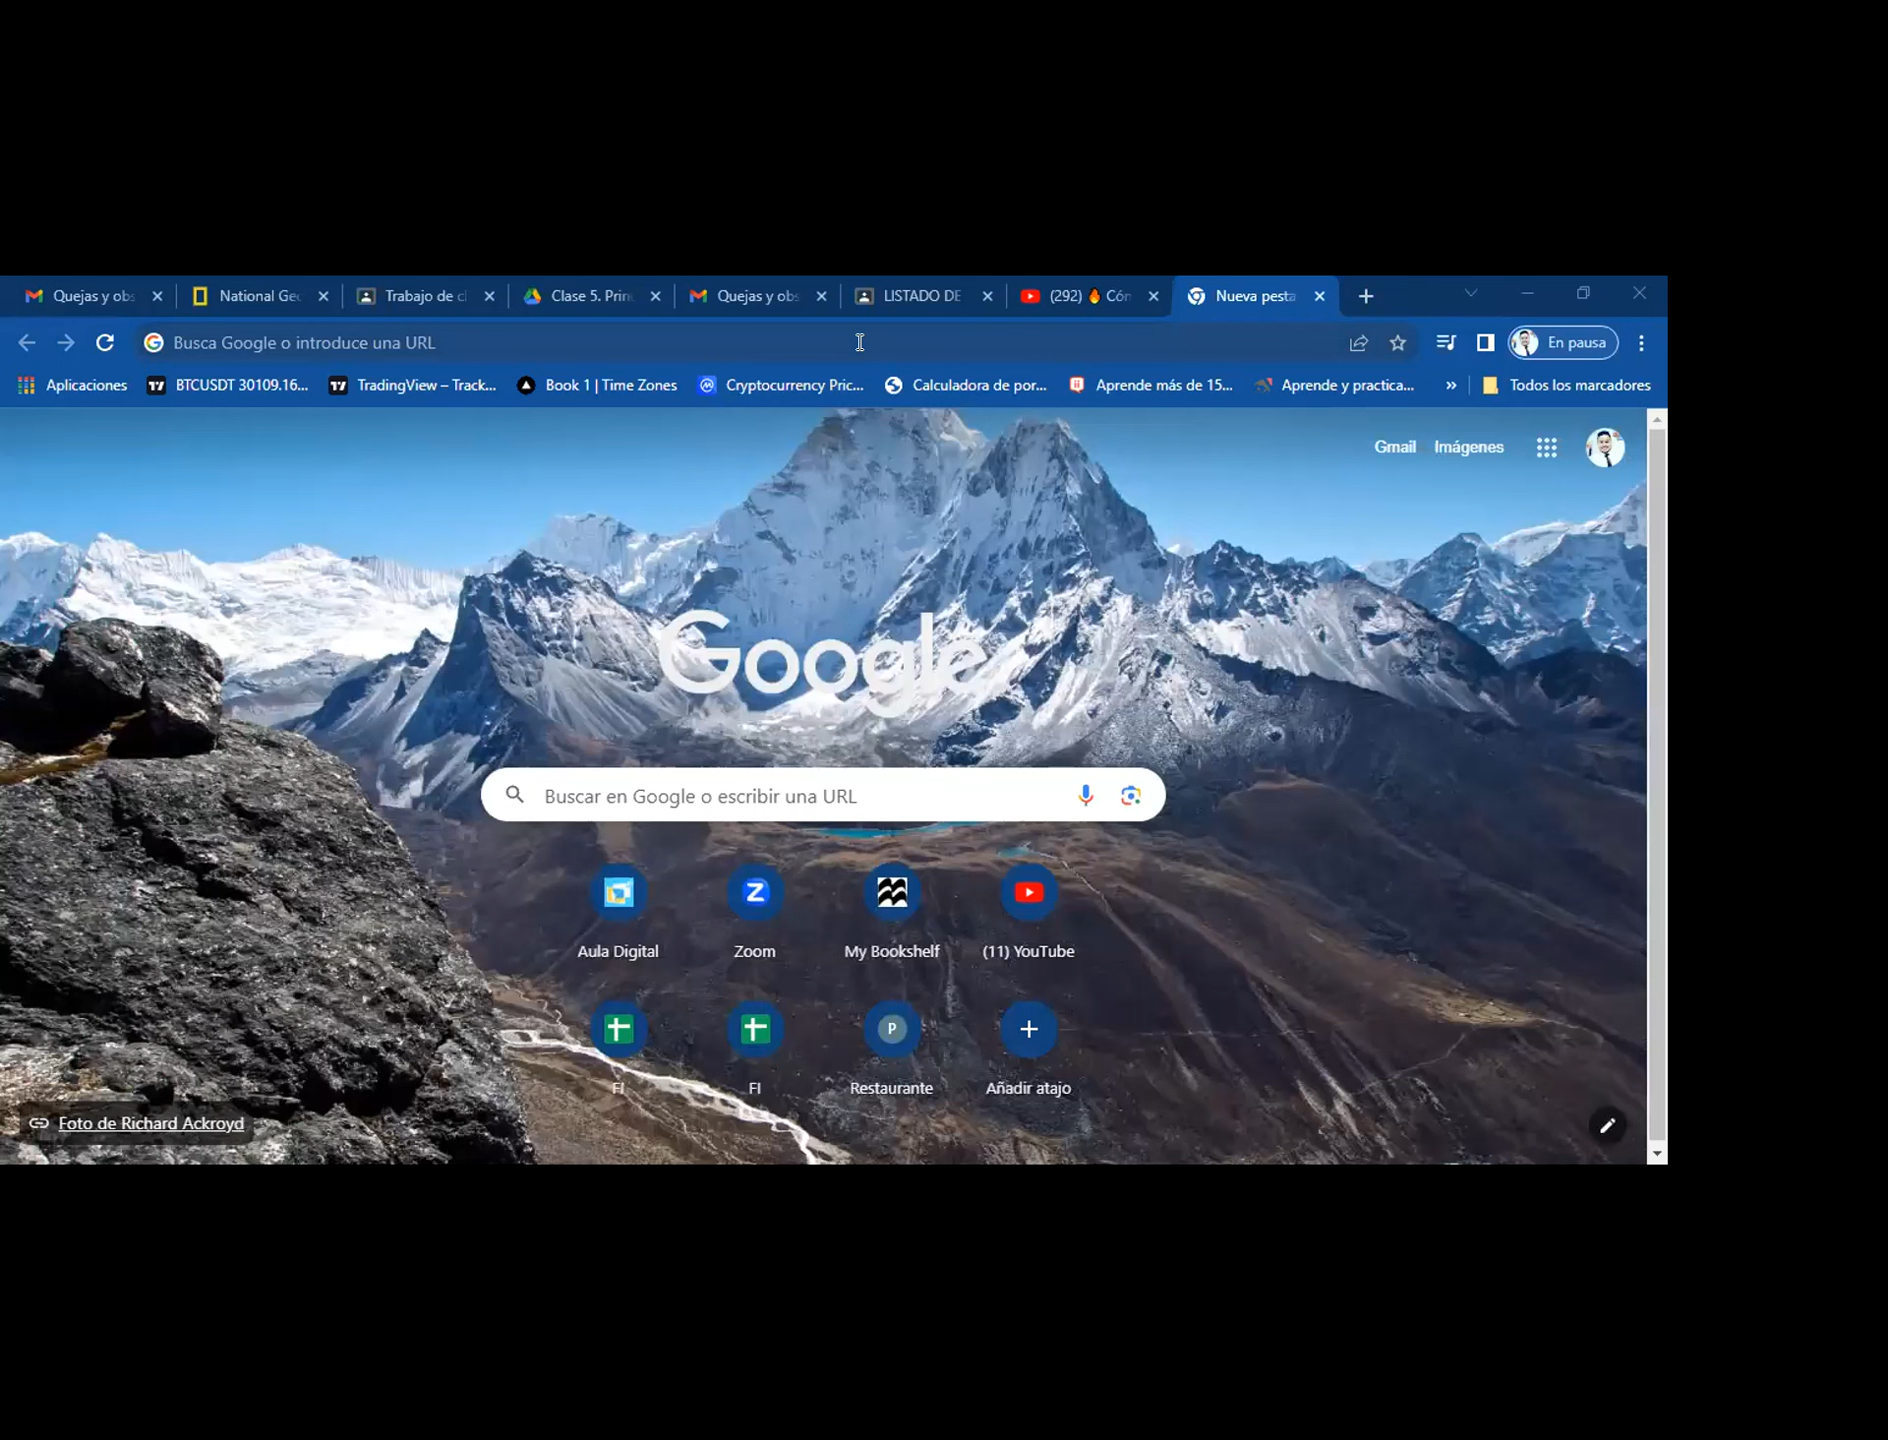 Quejas y obs
National Geo
Trabajo de cl
Clase 5. Prin
Quejas y obs
LISTADO DE
(292) 🔥 Cón
Nueva pesta
Busca Google o introduce una URL
En pausa
Aplicaciones
BTCUSDT 30109.16...
TradingView – Track...
Book 1 | Time Zones
Cryptocurrency Pric...
Calculadora de por...
Aprende más de 15...
Aprende y practica...
»
Todos los marcadores
Gmail
Imágenes
Google
Buscar en Google o escribir una URL
Aula Digital
Zoom
My Bookshelf
(11) YouTube
P
FI
FI
Restaurante
Añadir atajo
Foto de Richard Ackroyd